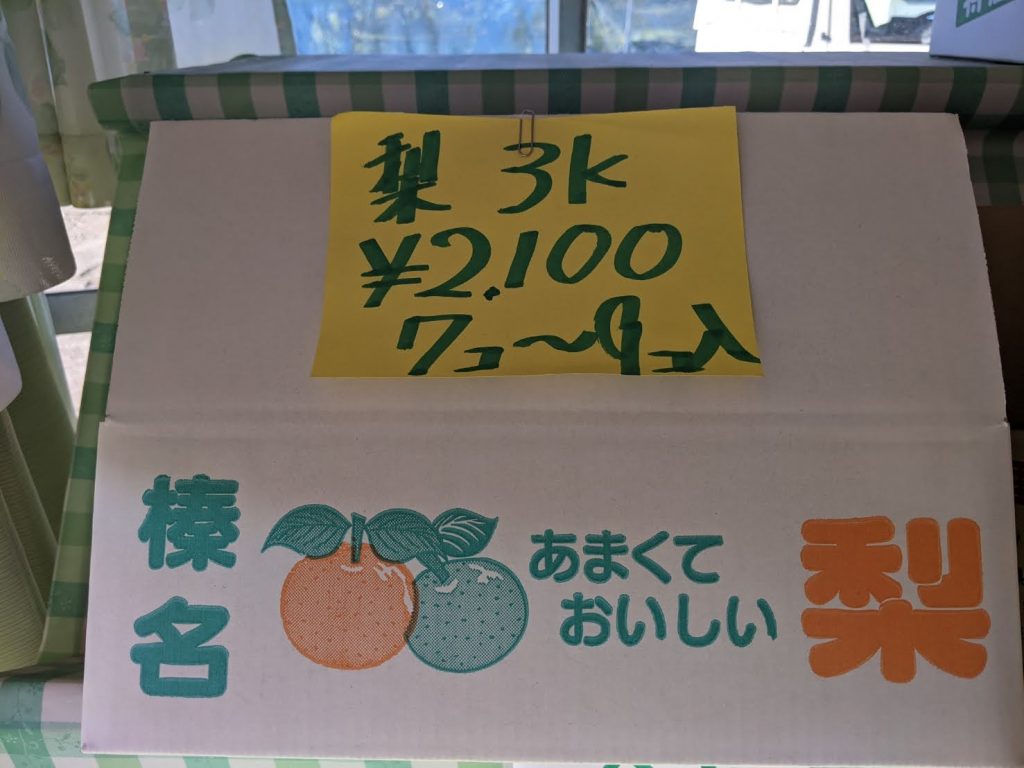 梨 3k
¥2,100
7コ〜9コ入
榛名
あまくて
おいしい
梨